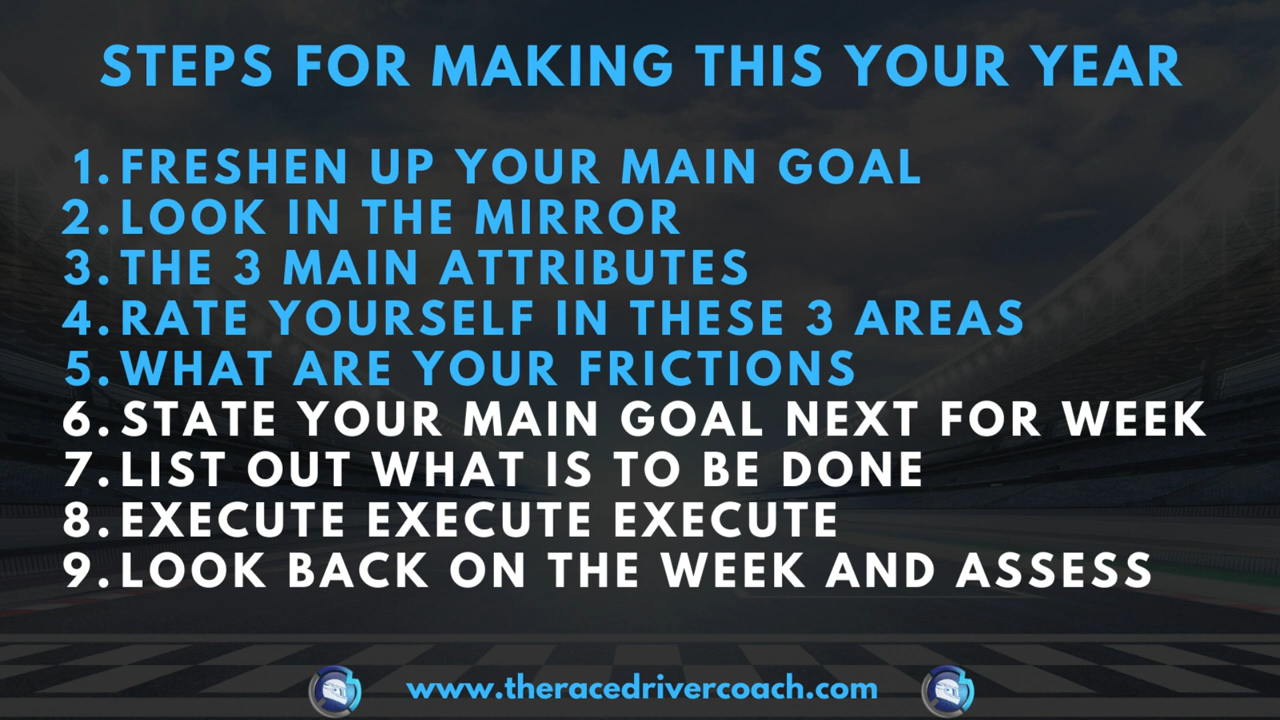 STEPS FOR MAKING THIS YOUR YEAR
1. FRESHEN UP YOUR MAIN GOAL
2. LOOK IN THE MIRROR
3. THE 3 MAIN ATTRIBUTES
4. RATE YOURSELF IN THESE 3 AREAS
5. WHAT ARE YOUR FRICTIONS
6. STATE YOUR MAIN GOAL NEXT FOR WEEK
7. LIST OUT WHAT IS TO BE DONE
8. EXECUTE EXECUTE EXECUTE
9. LOOK BACK ON THE WEEK AND ASSESS
www.theracedrivercoach.com